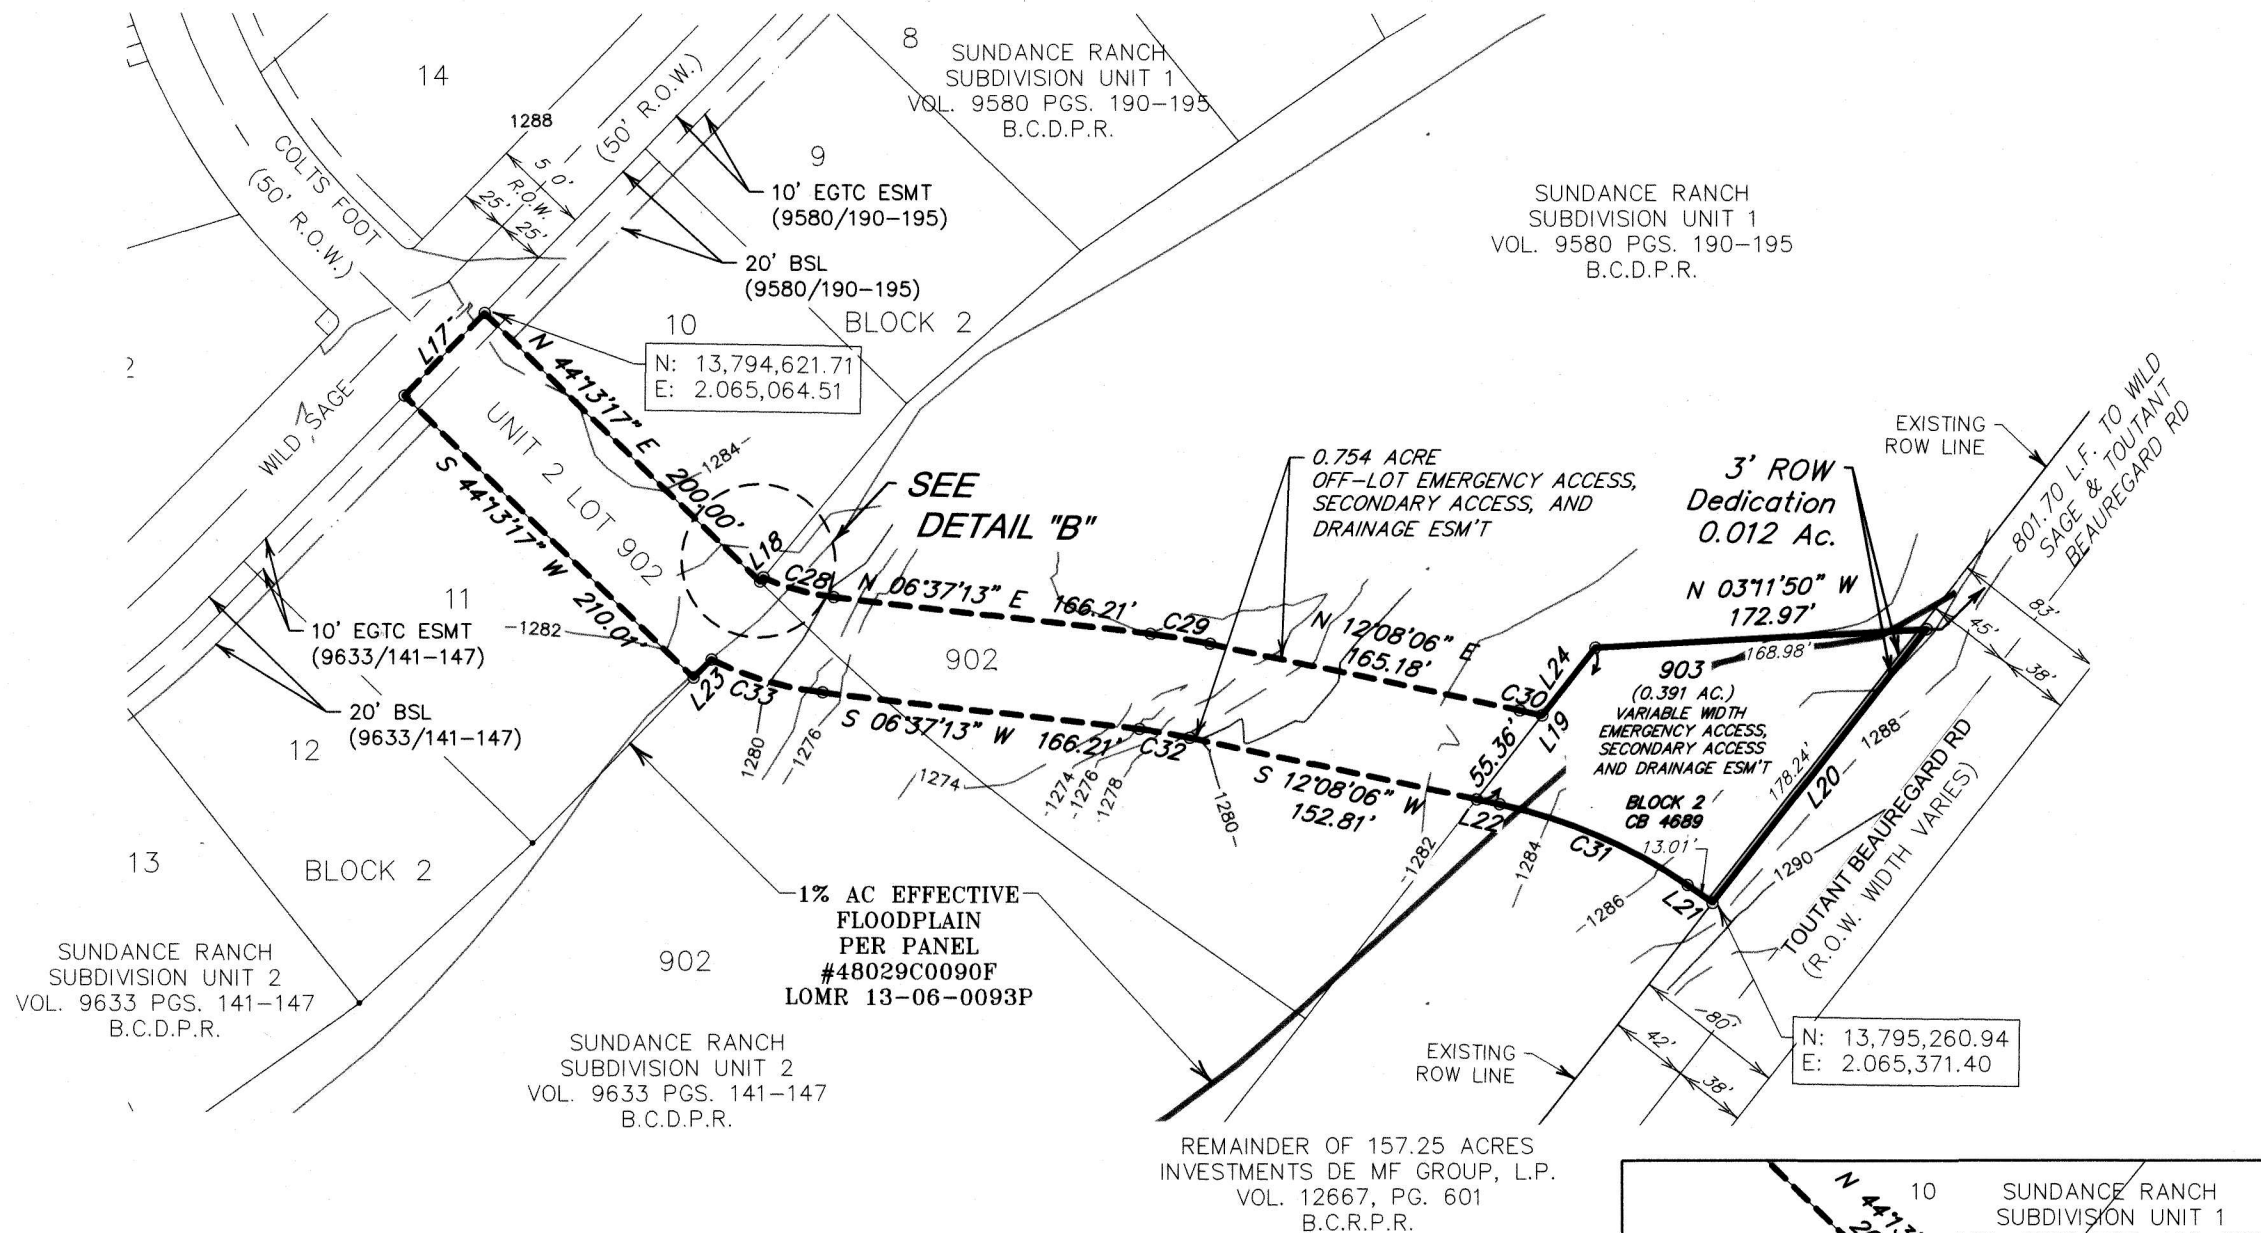 14
8
SUNDANCE RANCH
SUBDIVISION UNIT 1
VOL. 9580 PGS. 190-195
B.C.D.P.R.
1288
(50' R.O.W.)
50'
R.O.W.
25'
25'
COLTS FOOT
(50' R.O.W.)
9
10' EGTC ESMT
(9580/190-195)
20' BSL
(9580/190-195)
SUNDANCE RANCH
SUBDIVISION UNIT 1
VOL. 9580 PGS. 190-195
B.C.D.P.R.
10
BLOCK 2
N: 13,794,621.71
E: 2.065,064.51
2
L17
WILD SAGE
N 44°13'17" E
200.00'
UNIT 2 LOT 902
S 44°13'17" W
210.01'
1284
SEE
DETAIL "B"
0.754 ACRE
OFF-LOT EMERGENCY ACCESS,
SECONDARY ACCESS, AND
DRAINAGE ESM'T
3' ROW
Dedication
0.012 Ac.
EXISTING
ROW LINE
801.70 L.F. TO WILD
SAGE & TOUTANT
BEAUREGARD RD
N 03°11'50" W
172.97'
83'
45'
38'
L18
C28
N 06°37'13" E 166.21'
C29
N 12°08'06" E
165.18'
C30
L19
L24
168.98'
903
(0.391 AC.)
VARIABLE WIDTH
EMERGENCY ACCESS,
SECONDARY ACCESS
AND DRAINAGE ESM'T
BLOCK 2
CB 4689
13.01'
178.24'
L20
1288
1290
TOUTANT BEAUREGARD RD
(R.O.W. WIDTH VARIES)
11
10' EGTC ESMT
(9633/141-147)
1282
20' BSL
(9633/141-147)
12
902
L23
C33
S 06°37'13" W 166.21'
C32
S 12°08'06" W
152.81'
55.36'
L22
C31
L21
1280
1276
1274
1274
1276
1278
1280
1282
1284
1286
13
BLOCK 2
1% AC EFFECTIVE
FLOODPLAIN
PER PANEL
#48029C0090F
LOMR 13-06-0093P
902
SUNDANCE RANCH
SUBDIVISION UNIT 2
VOL. 9633 PGS. 141-147
B.C.D.P.R.
SUNDANCE RANCH
SUBDIVISION UNIT 2
VOL. 9633 PGS. 141-147
B.C.D.P.R.
80'
42'
38'
EXISTING
ROW LINE
N: 13,795,260.94
E: 2.065,371.40
REMAINDER OF 157.25 ACRES
INVESTMENTS DE MF GROUP, L.P.
VOL. 12667, PG. 601
B.C.R.P.R.
10
SUNDANCE RANCH
SUBDIVISION UNIT 1